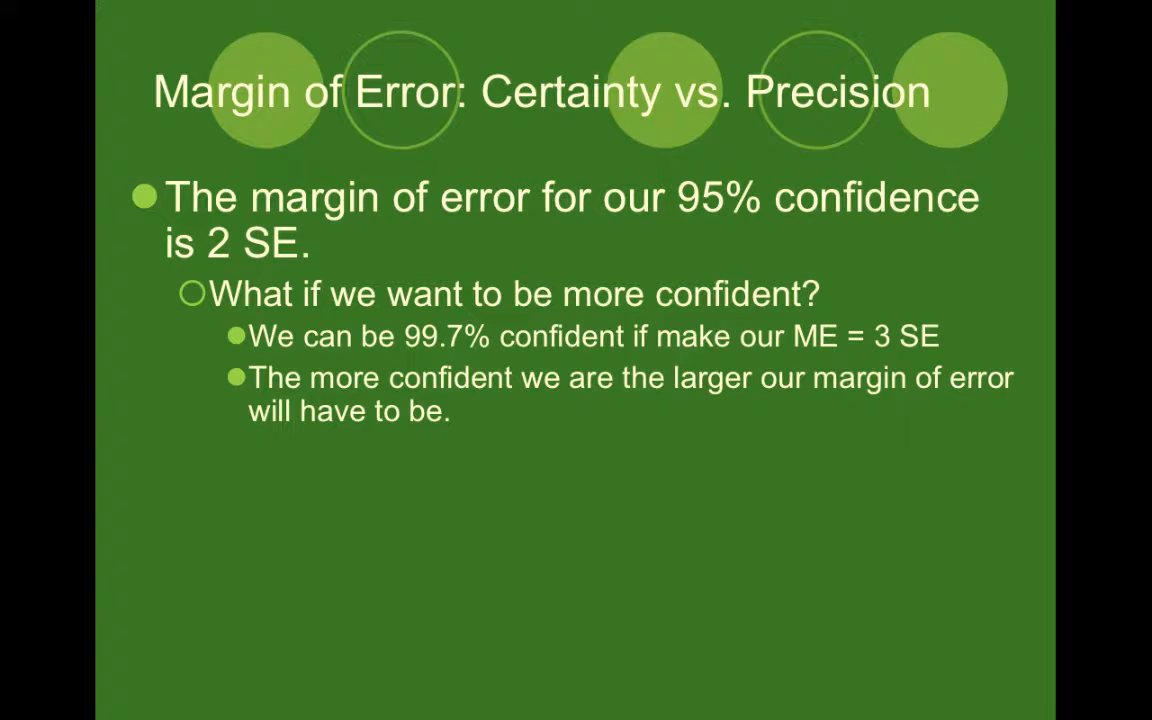 Margin of Error: Certainty vs. Precision
The margin of error for our 95% confidence
is 2 SE.
What if we want to be more confident?
We can be 99.7% confident if make our ME = 3 SE
The more confident we are the larger our margin of error
will have to be.